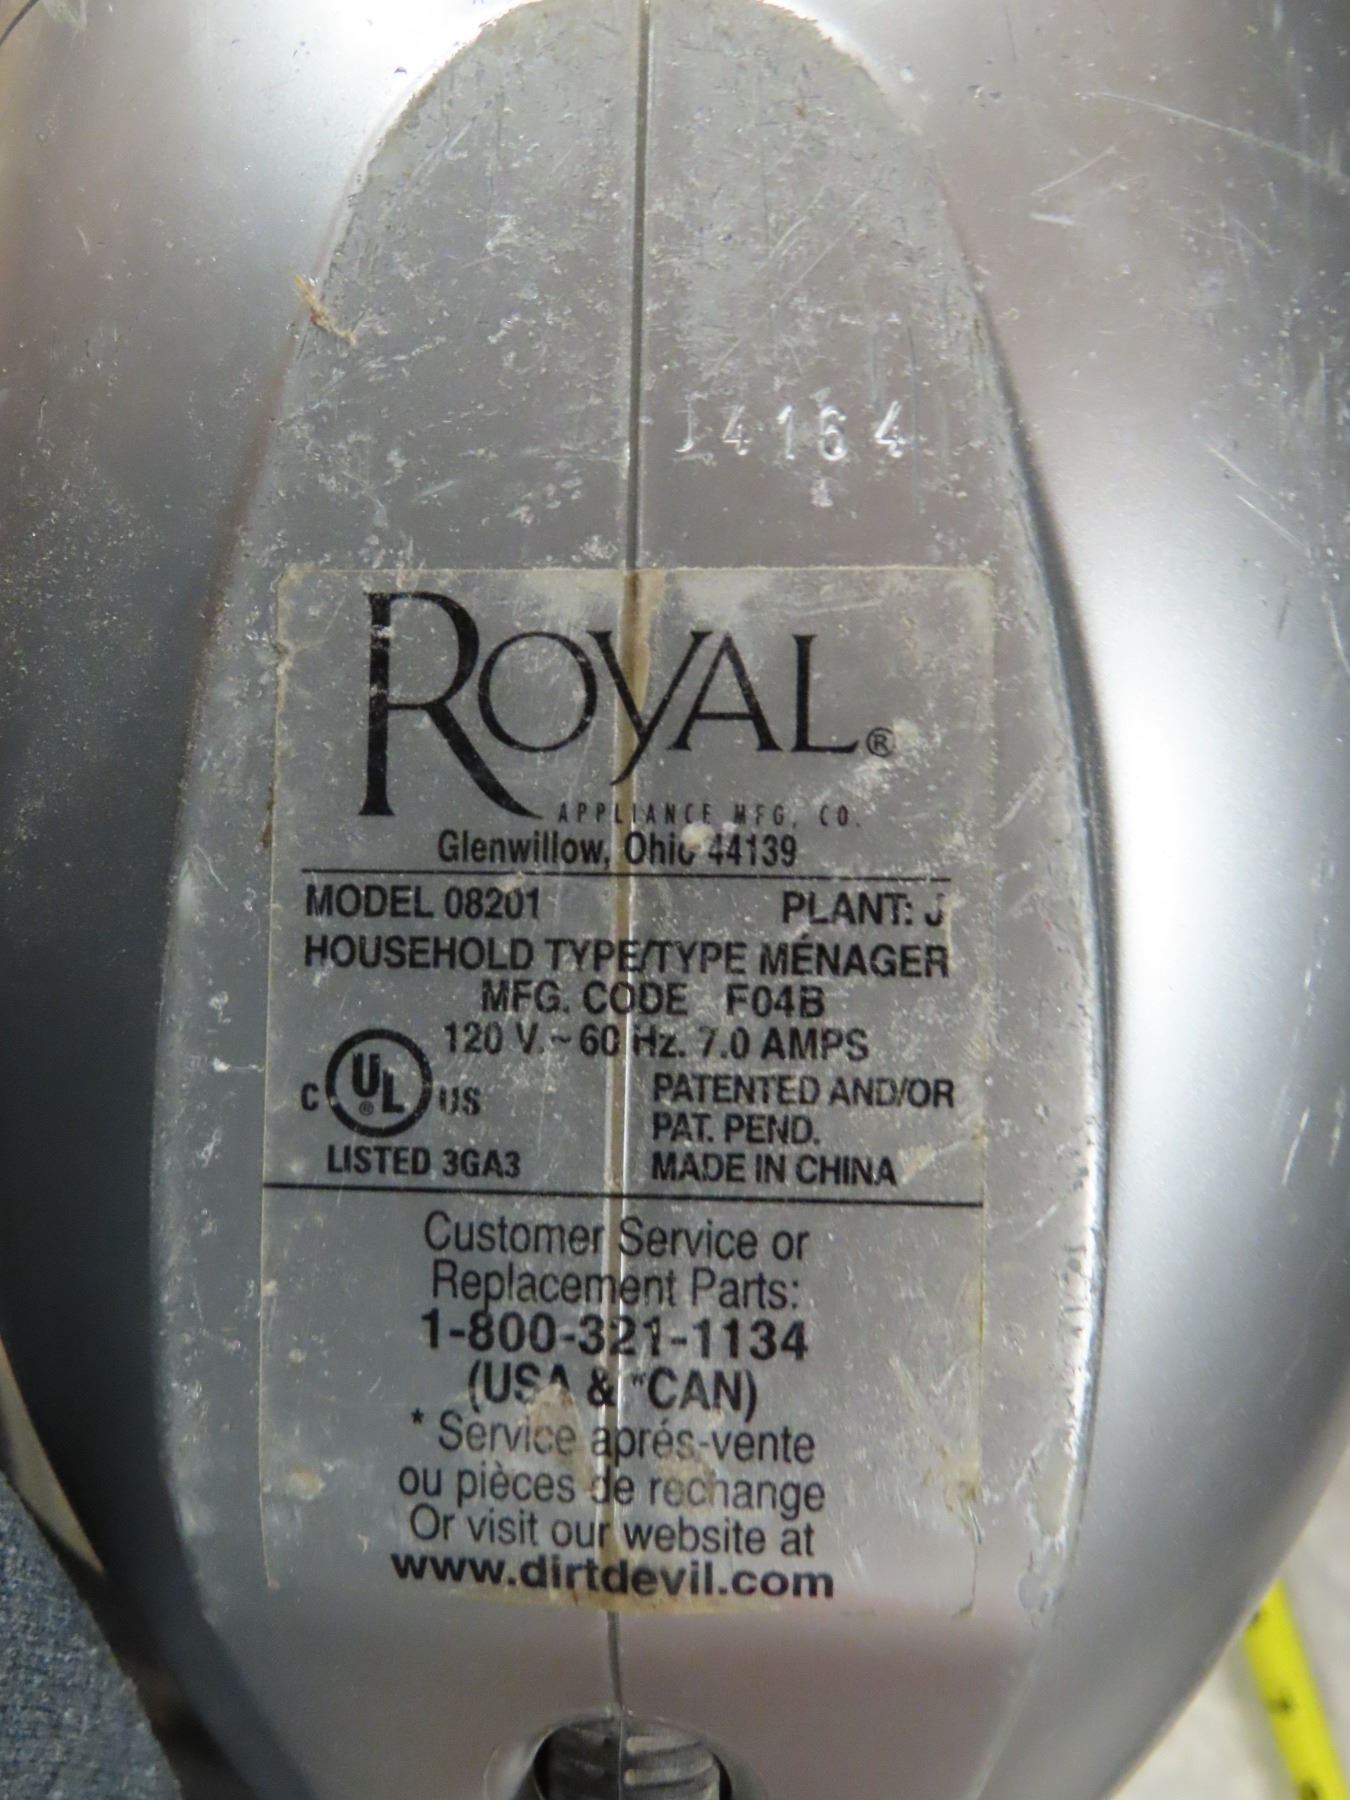 J4164
ROYAL®
APPLIANCE MFG. CO.
Glenwillow, Ohio 44139
MODEL 08201 PLANT: J
HOUSEHOLD TYPE/TYPE MÉNAGER
MFG. CODE F04B
120 V.~60 Hz. 7.0 AMPS
C UL® US
PATENTED AND/OR
PAT. PEND.
LISTED 3GA3 MADE IN CHINA
Customer Service or
Replacement Parts:
1-800-321-1134
(USA & *CAN)
* Service aprés-vente
ou pièces de rechange
Or visit our website at
www.dirtdevil.com